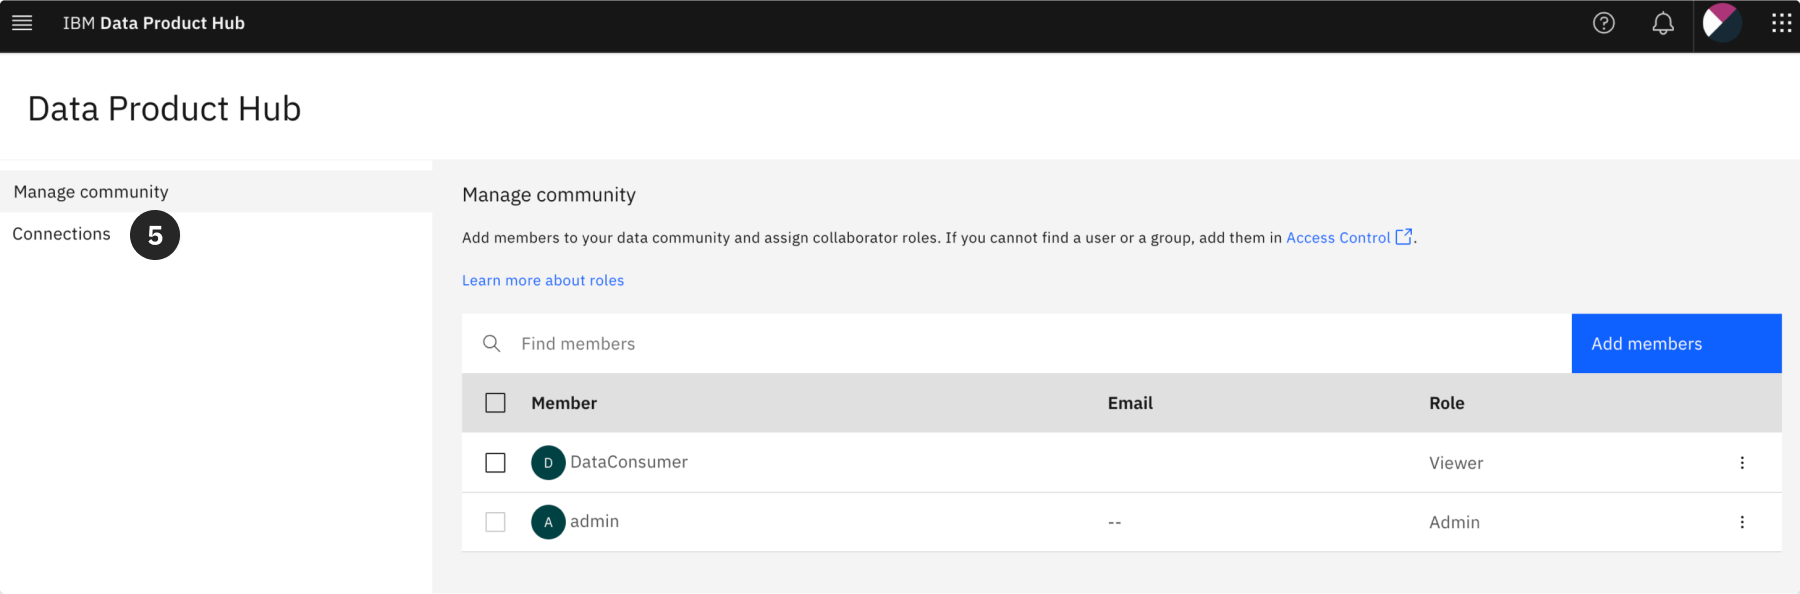 IBM Data Product Hub
Data Product Hub
Manage community
Connections
5
Manage community
Add members to your data community and assign collaborator roles. If you cannot find a user or a group, add them in Access Control.
Learn more about roles
Find members
Add members
Member Email Role
D DataConsumer Viewer
A admin -- Admin